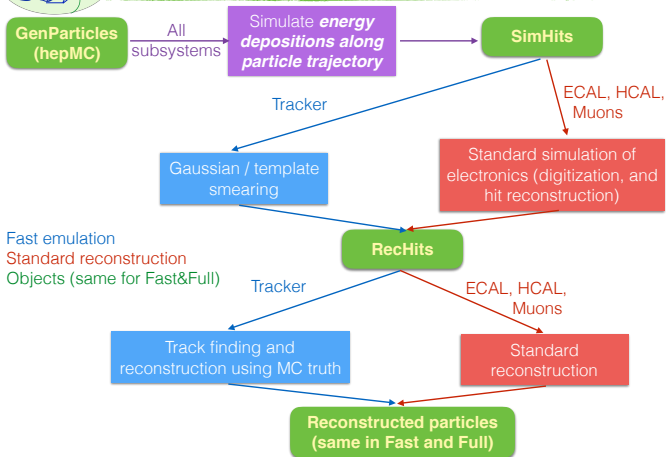 GenParticles
(hepMC)
All
subsystems
Simulate energy
depositions along
particle trajectory
SimHits
Tracker
ECAL, HCAL,
Muons
Gaussian / template
smearing
Standard simulation of
electronics (digitization, and
hit reconstruction)
RecHits
Fast emulation
Standard reconstruction
Objects (same for Fast&Full)
Tracker
ECAL, HCAL,
Muons
Track finding and
reconstruction using MC truth
Standard
reconstruction
Reconstructed particles
(same in Fast and Full)